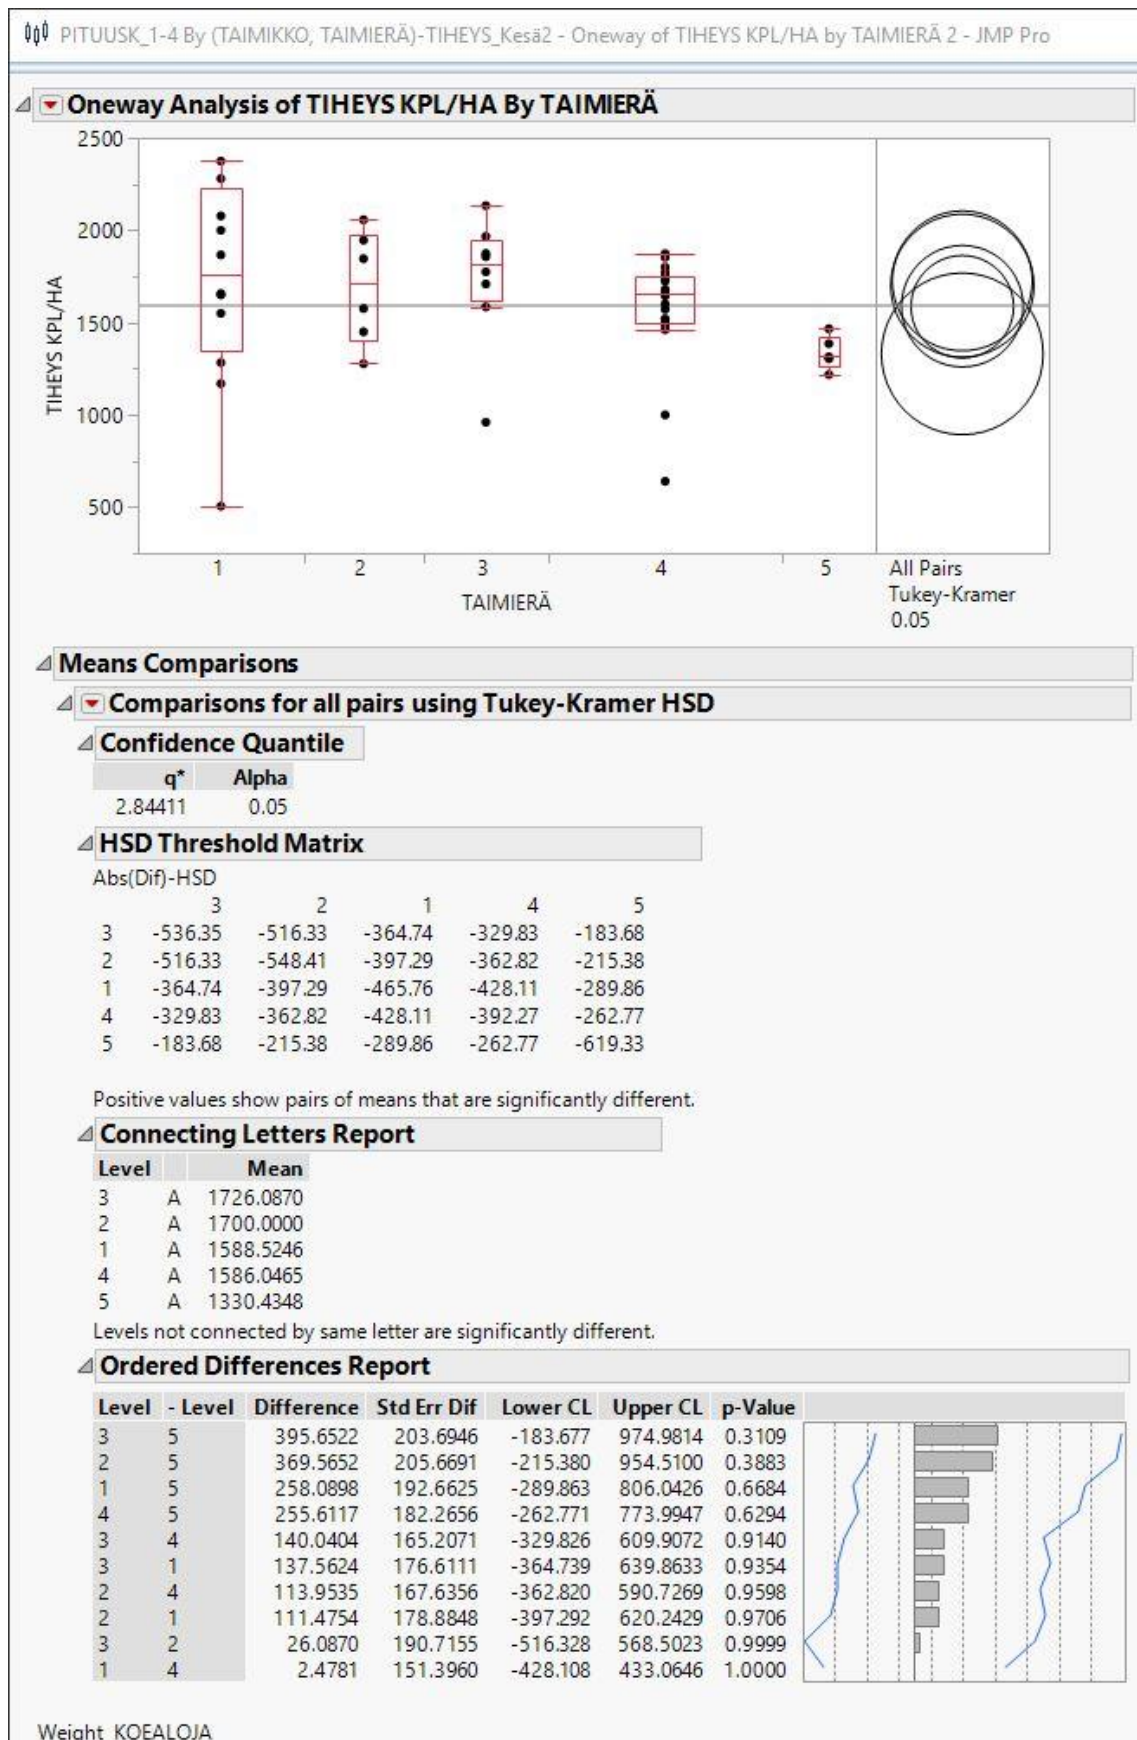 PITUUSK_1-4 By (TAIMIKKO, TAIMIERÄ)-TIHEYS_Kesä2 - Oneway of TIHEYS KPL/HA by TAIMIERÄ 2 - JMP Pro
Oneway Analysis of TIHEYS KPL/HA By TAIMIERÄ
2500
2000
1500
1000
500
TIHEYS KPL/HA
1 2 3 4 5 All Pairs
Tukey-Kramer
0.05
TAIMIERÄ
Means Comparisons
Comparisons for all pairs using Tukey-Kramer HSD
Confidence Quantile
q* Alpha
2.84411 0.05
HSD Threshold Matrix
Abs(Dif)-HSD
3 2 1 4 5
3 -536.35 -516.33 -364.74 -329.83 -183.68
2 -516.33 -548.41 -397.29 -362.82 -215.38
1 -364.74 -397.29 -465.76 -428.11 -289.86
4 -329.83 -362.82 -428.11 -392.27 -262.77
5 -183.68 -215.38 -289.86 -262.77 -619.33
Positive values show pairs of means that are significantly different.
Connecting Letters Report
Level Mean
3 A 1726.0870
2 A 1700.0000
1 A 1588.5246
4 A 1586.0465
5 A 1330.4348
Levels not connected by same letter are significantly different.
Ordered Differences Report
Level - Level Difference Std Err Dif Lower CL Upper CL p-Value
3 5 395.6522 203.6946 -183.677 974.9814 0.3109
2 5 369.5652 205.6691 -215.380 954.5100 0.3883
1 5 258.0898 192.6625 -289.863 806.0426 0.6684
4 5 255.6117 182.2656 -262.771 773.9947 0.6294
3 4 140.0404 165.2071 -329.826 609.9072 0.9140
3 1 137.5624 176.6111 -364.739 639.8633 0.9354
2 4 113.9535 167.6356 -362.820 590.7269 0.9598
2 1 111.4754 178.8848 -397.292 620.2429 0.9706
3 2 26.0870 190.7155 -516.328 568.5023 0.9999
1 4 2.4781 151.3960 -428.108 433.0646 1.0000
Weight KOEALOJA